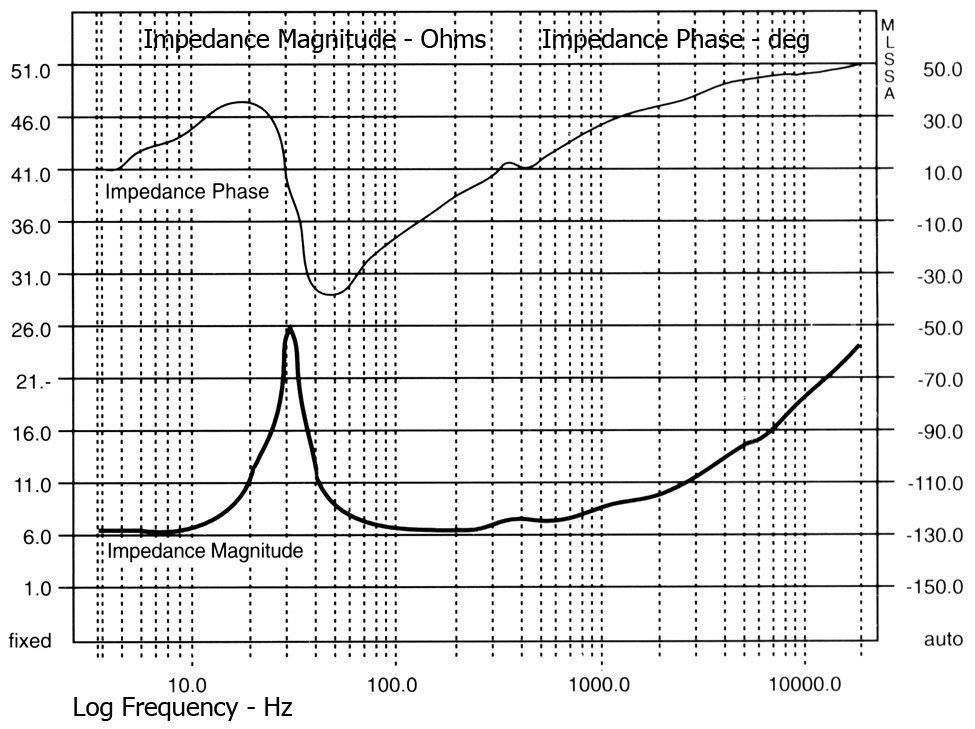 Impedance Magnitude - Ohms Impedance Phase - deg
M
L
S
S
A
51.0 50.0
46.0 30.0
41.0 10.0
Impedance Phase
36.0 -10.0
31.0 -30.0
26.0 -50.0
21.- -70.0
16.0 -90.0
11.0 -110.0
6.0 -130.0
Impedance Magnitude
1.0 -150.0
fixed auto
10.0 100.0 1000.0 10000.0
Log Frequency - Hz